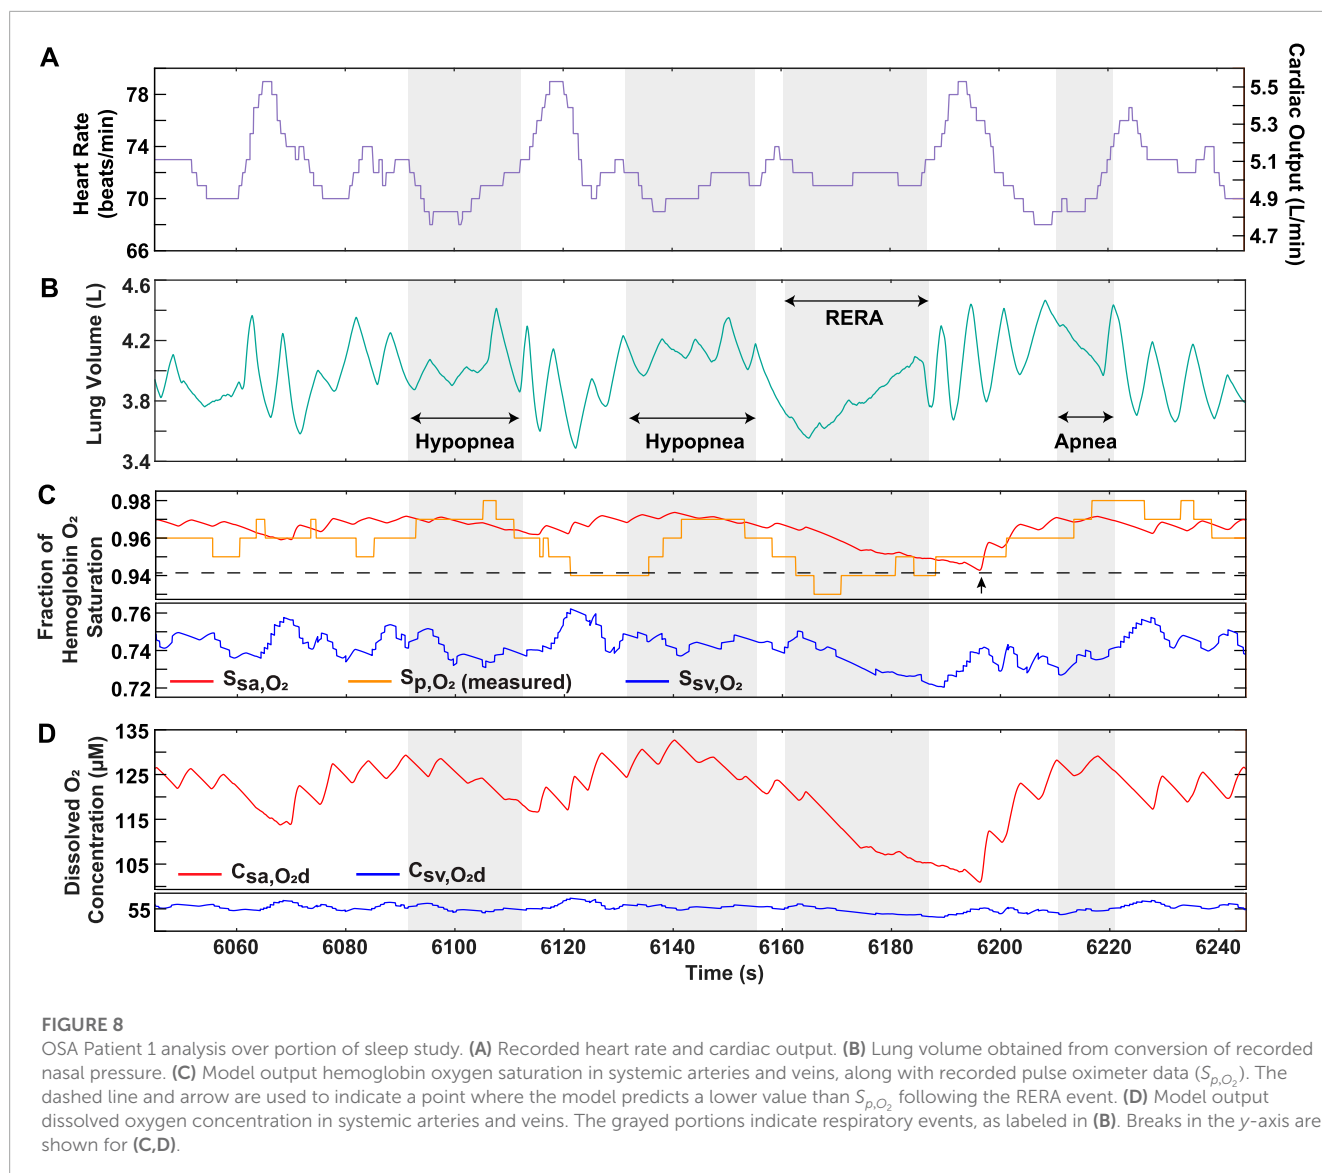 A
78
74
70
66
Heart Rate
(beats/min)
5.5
5.3
5.1
4.9
4.7
Cardiac Output (L/min)
B
4.6
4.2
3.8
3.4
Lung Volume (L)
RERA
Hypopnea
Hypopnea
Apnea
C
0.98
0.96
0.94
0.76
0.74
0.72
Fraction of
Hemoglobin O₂
Saturation
Ssa,O₂
Sp,O₂ (measured)
Ssv,O₂
D
135
125
115
105
55
Dissolved O₂
Concentration (μM)
Csa,O₂d
Csv,O₂d
6060 6080 6100 6120 6140 6160 6180 6200 6220 6240
Time (s)
FIGURE 8
OSA Patient 1 analysis over portion of sleep study. (A) Recorded heart rate and cardiac output. (B) Lung volume obtained from conversion of recorded
nasal pressure. (C) Model output hemoglobin oxygen saturation in systemic arteries and veins, along with recorded pulse oximeter data (Sp,O₂). The
dashed line and arrow are used to indicate a point where the model predicts a lower value than Sp,O₂ following the RERA event. (D) Model output
dissolved oxygen concentration in systemic arteries and veins. The grayed portions indicate respiratory events, as labeled in (B). Breaks in the y-axis are
shown for (C,D).